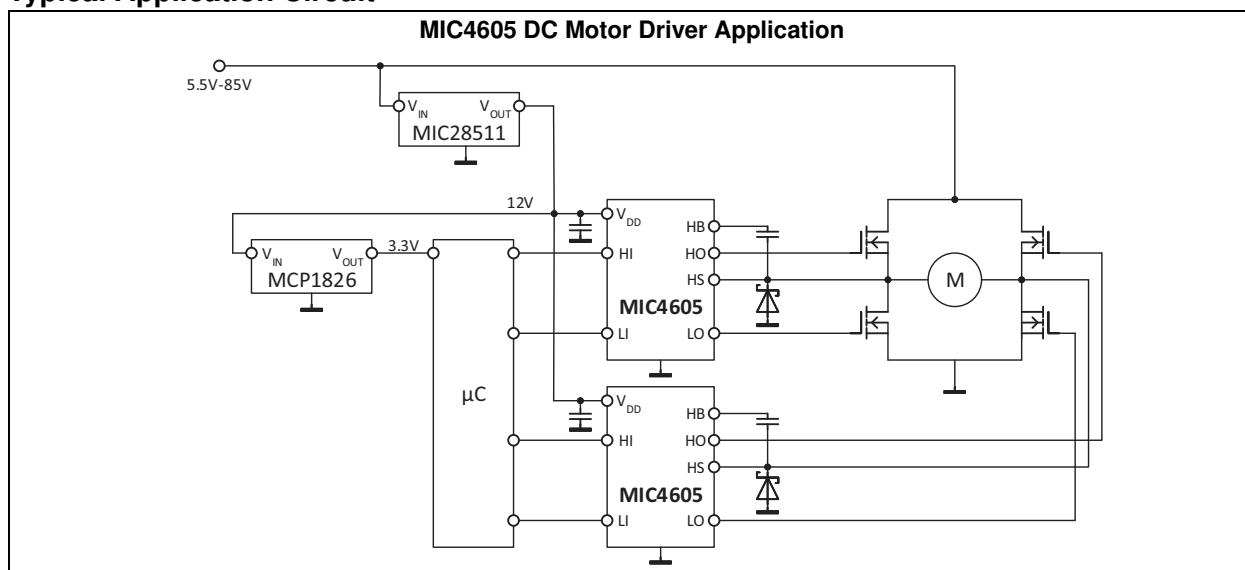 Typical Application Circuit
MIC4605 DC Motor Driver Application
5.5V-85V
VIN
VOUT
MIC28511
12V
VIN
VOUT
MCP1826
3.3V
µC
VDD
HI
LI
HB
HO
HS
LO
MIC4605
M
VDD
HI
LI
HB
HO
HS
LO
MIC4605